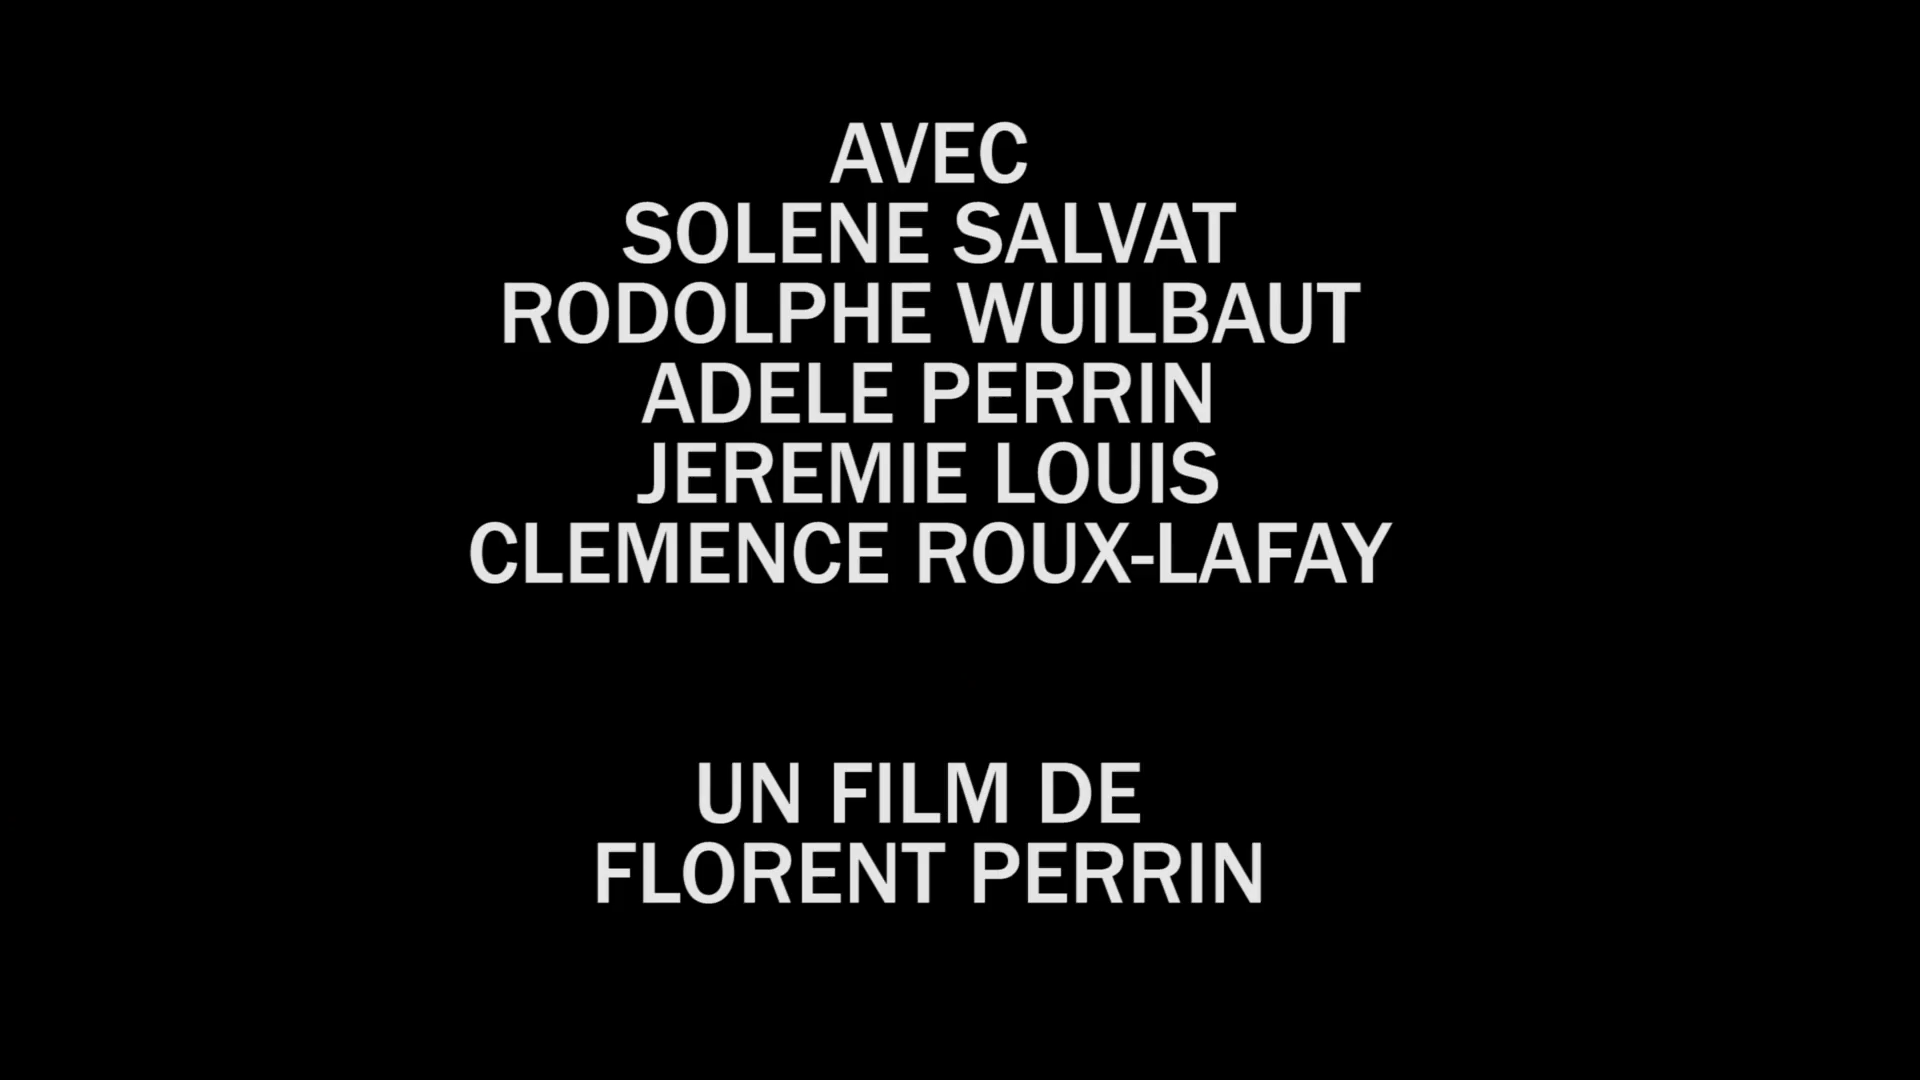 AVEC
SOLENE SALVAT
RODOLPHE WUILBAUT
ADELE PERRIN
JEREMIE LOUIS
CLEMENCE ROUX-LAFAY
UN FILM DE
FLORENT PERRIN